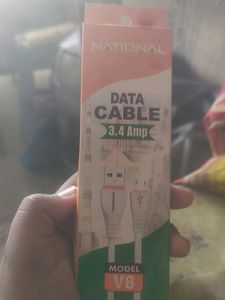 NATIONAL
DATA
CABLE
3.4 Amp
MODEL
V8